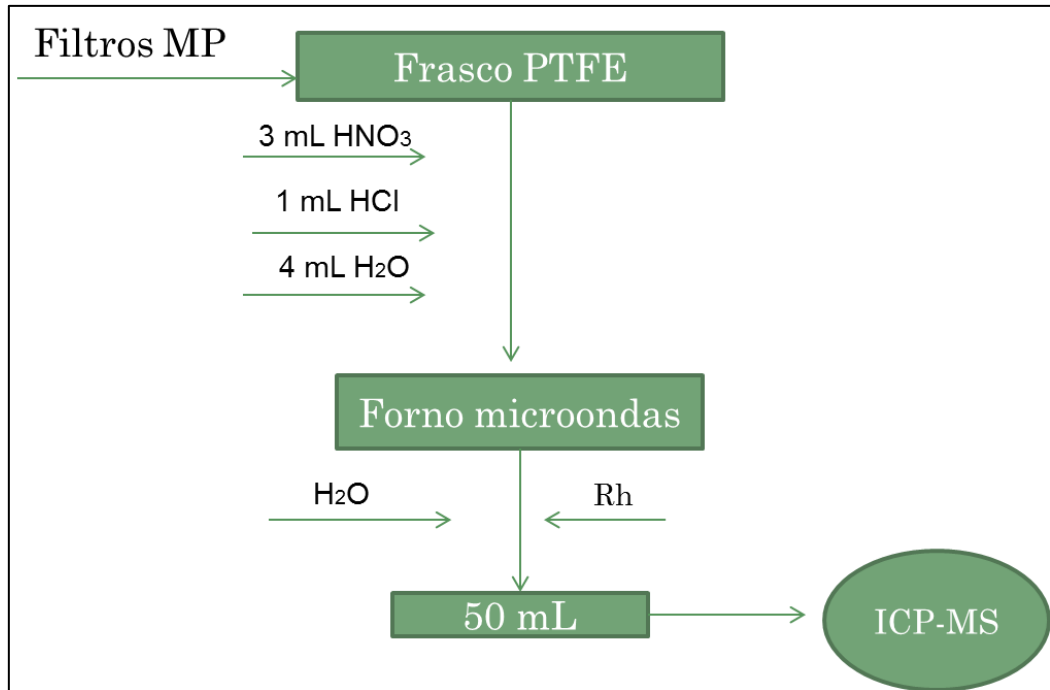 Filtros MP
Frasco PTFE
3 mL HNO3
1 mL HCl
4 mL H2O
Forno microondas
H2O
Rh
50 mL
ICP-MS